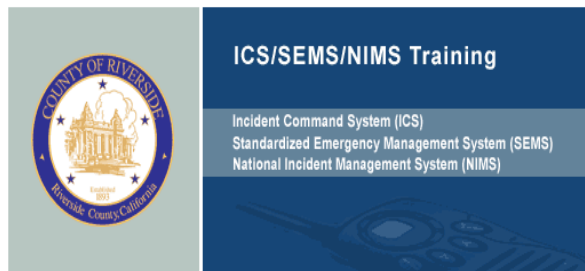 COUNTY OF RIVERSIDE
Established
1893
Riverside County, California
ICS/SEMS/NIMS Training
Incident Command System (ICS)
Standardized Emergency Management System (SEMS)
National Incident Management System (NIMS)